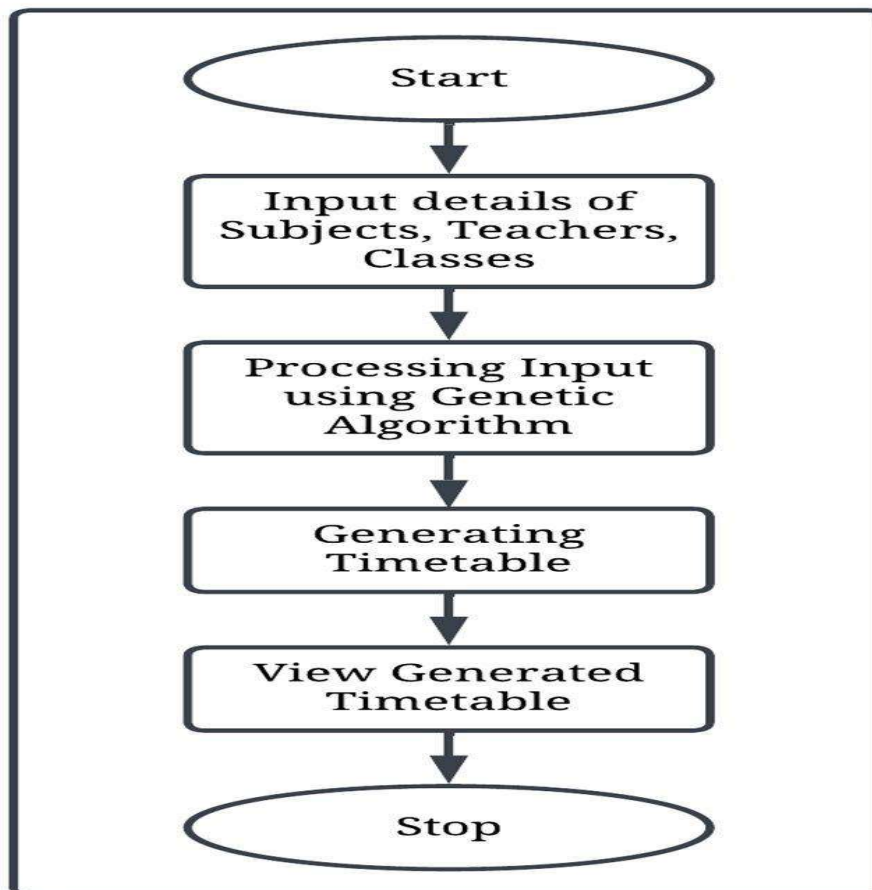 Start
Input details of
Subjects, Teachers,
Classes
Processing Input
using Genetic
Algorithm
Generating
Timetable
View Generated
Timetable
Stop